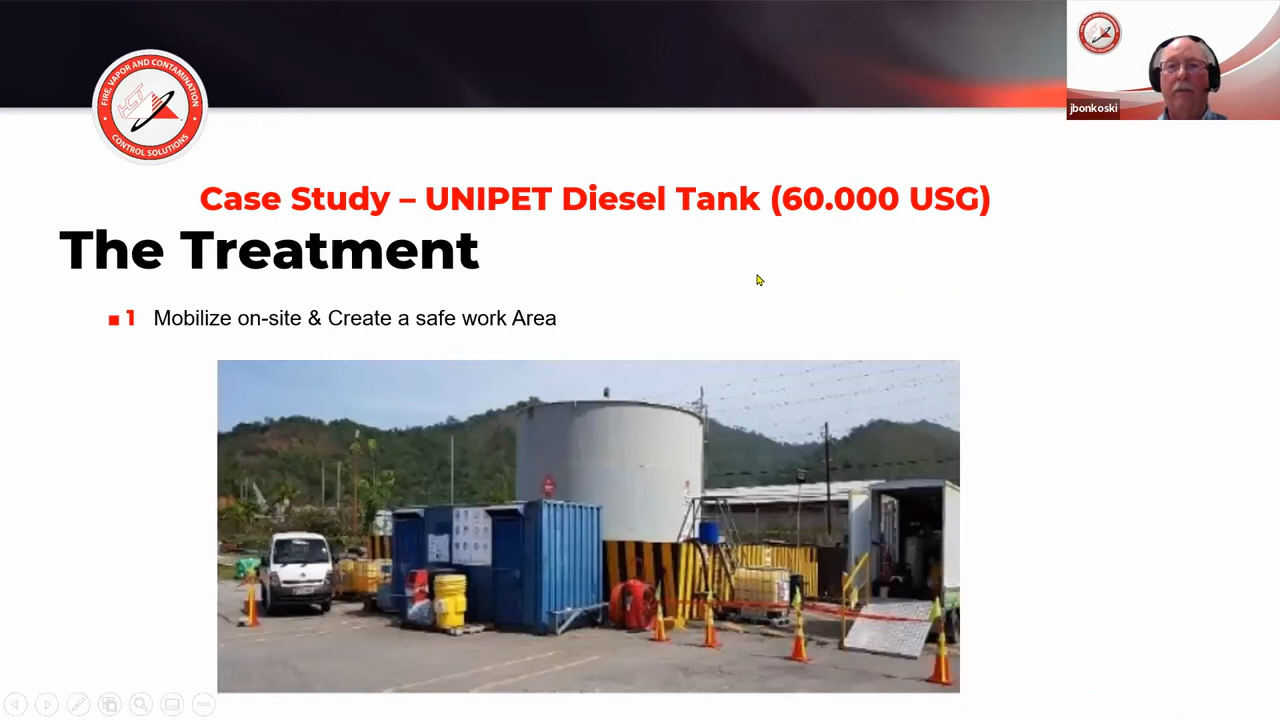 FIRE, VAPOR AND CONTAMINATION
HCT
CONTROL SOLUTIONS
jbonkoski
Case Study – UNIPET Diesel Tank (60.000 USG)
The Treatment
1 Mobilize on-site & Create a safe work Area